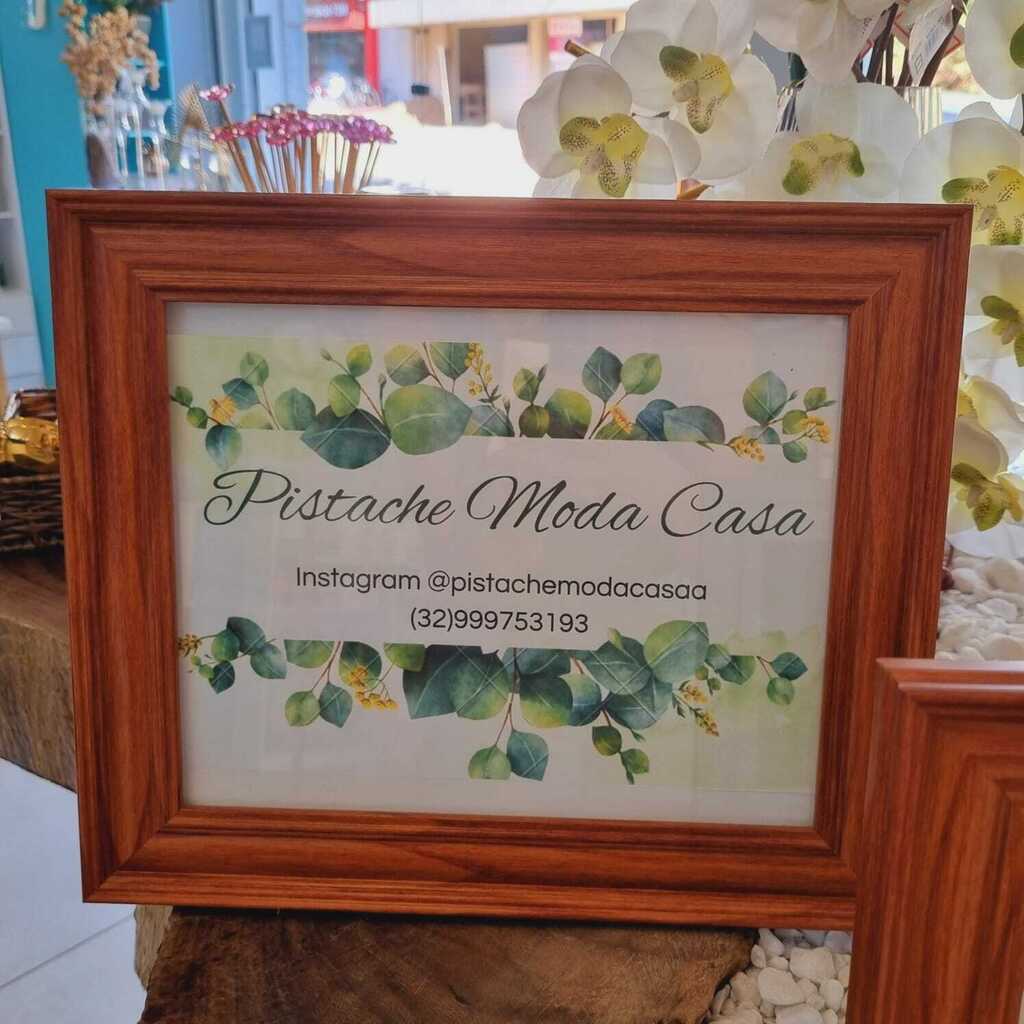 Pistache Moda Casa
Instagram @pistachemodacasaa
(32)999753193